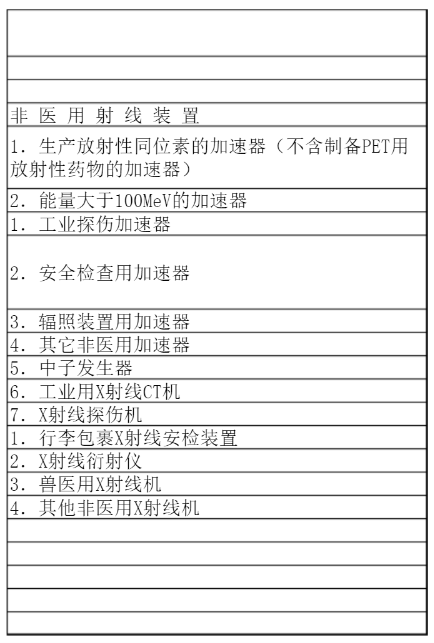 非 医 用 射 线 装 置
1. 生产放射性同位素的加速器（不含制备PET用
放射性药物的加速器）
2. 能量大于100MeV的加速器
1. 工业探伤加速器
2. 安全检查用加速器
3. 辐照装置用加速器
4. 其它非医用加速器
5. 中子发生器
6. 工业用X射线CT机
7. X射线探伤机
1. 行李包裹X射线安检装置
2. X射线衍射仪
3. 兽医用X射线机
4. 其他非医用X射线机